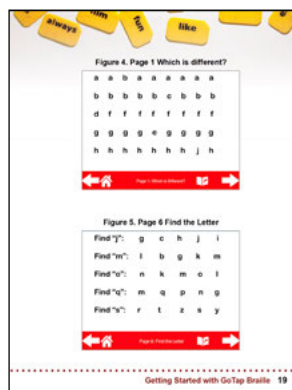 always
him
fun
like
Figure 4. Page 1 Which is different?
a a b a a a a a a
b b b b b c b b b
d f f f f f f f f
g g g g e g g g g
h h h h h h h j h
Page 1: Which is Different?
Figure 5. Page 6 Find the Letter
Find "j": g c h j i
Find "m": l b g k m
Find "o": n k m o l
Find "q": m q p n g
Find "s": r t z s y
Page 6: Find the Letter
Getting Started with GoTap Braille 19